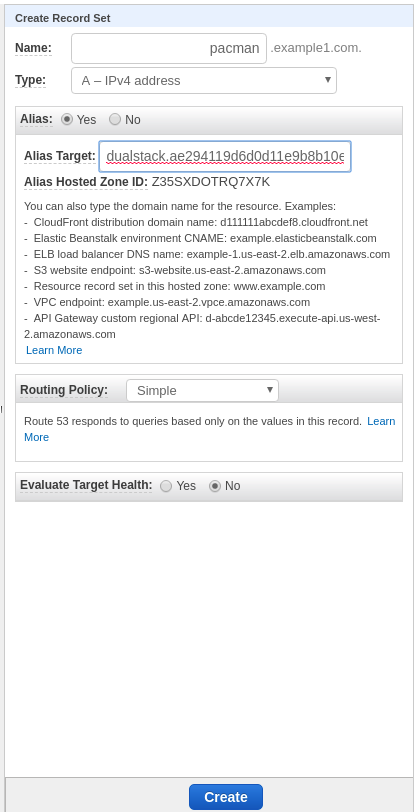 Create Record Set
Name: pacman .example1.com.
Type: A – IPv4 address
Alias: Yes No
Alias Target: dualstack.ae294119d6d0d11e9b8b10e
Alias Hosted Zone ID: Z35SXDOTRQ7X7K
You can also type the domain name for the resource. Examples:
- CloudFront distribution domain name: d111111abcdef8.cloudfront.net
- Elastic Beanstalk environment CNAME: example.elasticbeanstalk.com
- ELB load balancer DNS name: example-1.us-east-2.elb.amazonaws.com
- S3 website endpoint: s3-website.us-east-2.amazonaws.com
- Resource record set in this hosted zone: www.example.com
- VPC endpoint: example.us-east-2.vpce.amazonaws.com
- API Gateway custom regional API: d-abcde12345.execute-api.us-west-
2.amazonaws.com
Learn More
Routing Policy: Simple
Route 53 responds to queries based only on the values in this record. Learn
More
Evaluate Target Health: Yes No
Create